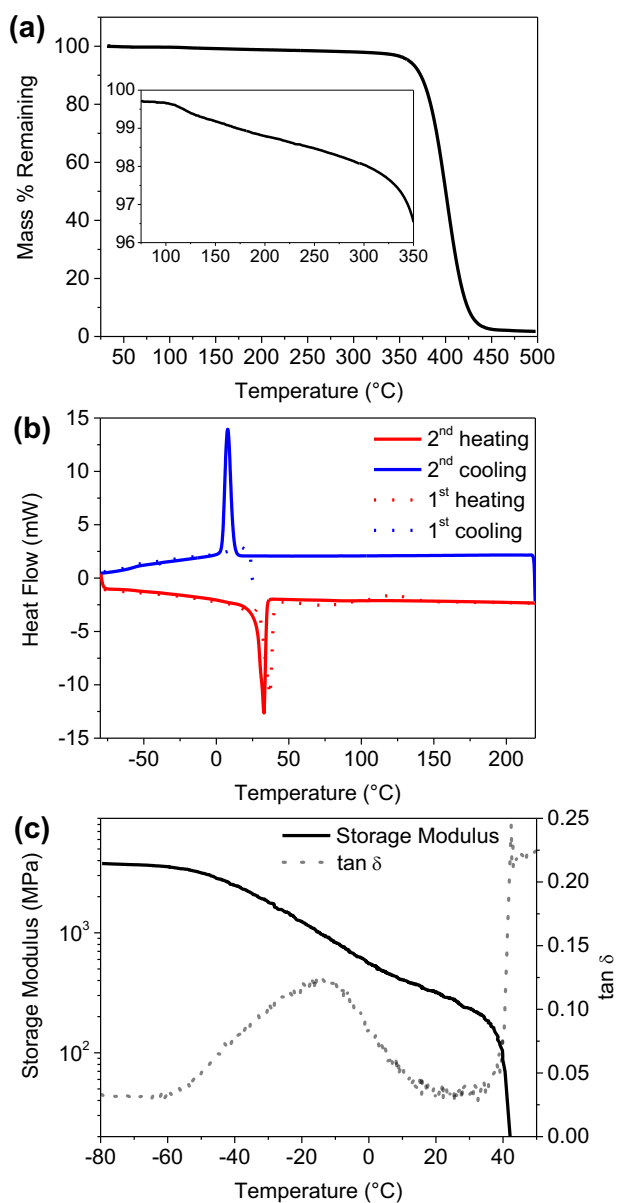 (a)
Mass % Remaining
100
80
60
40
20
0
100
99
98
97
96
100 150 200 250 300 350
50 100 150 200 250 300 350 400 450 500
Temperature (°C)
(b)
Heat Flow (mW)
15
10
5
0
-5
-10
-15
2nd heating
2nd cooling
1st heating
1st cooling
-50 0 50 100 150 200
Temperature (°C)
(c)
Storage Modulus (MPa)
10³
10²
Storage Modulus
tan δ
0.25
0.20
0.15
0.10
0.05
0.00
tan δ
-80 -60 -40 -20 0 20 40
Temperature (°C)